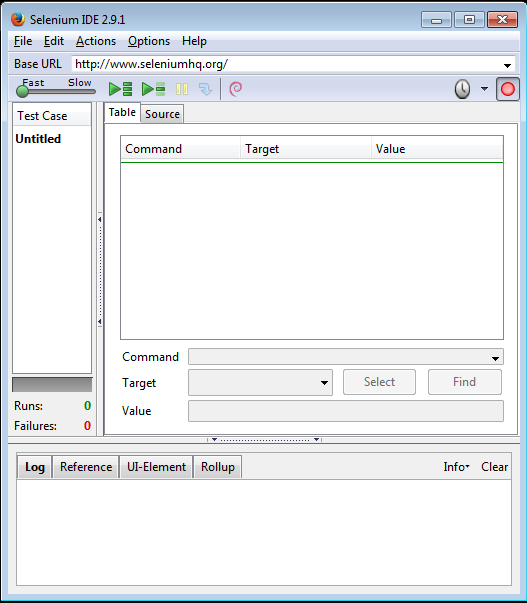 Selenium IDE 2.9.1
File Edit Actions Options Help
Base URL http://www.seleniumhq.org/
Fast Slow
Test Case
Untitled
Runs: 0
Failures: 0
Table Source
Command Target Value
Command
Target Select Find
Value
Log Reference UI-Element Rollup Info Clear